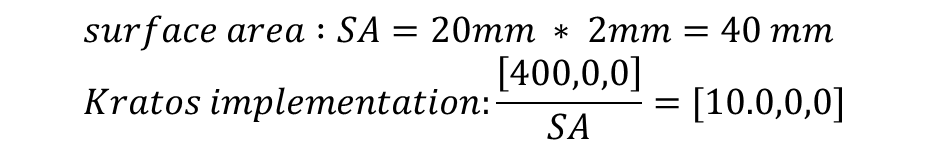 surface area : SA = 20mm * 2mm = 40 mm
Kratos implementation: [400,0,0] / SA = [10.0,0,0]